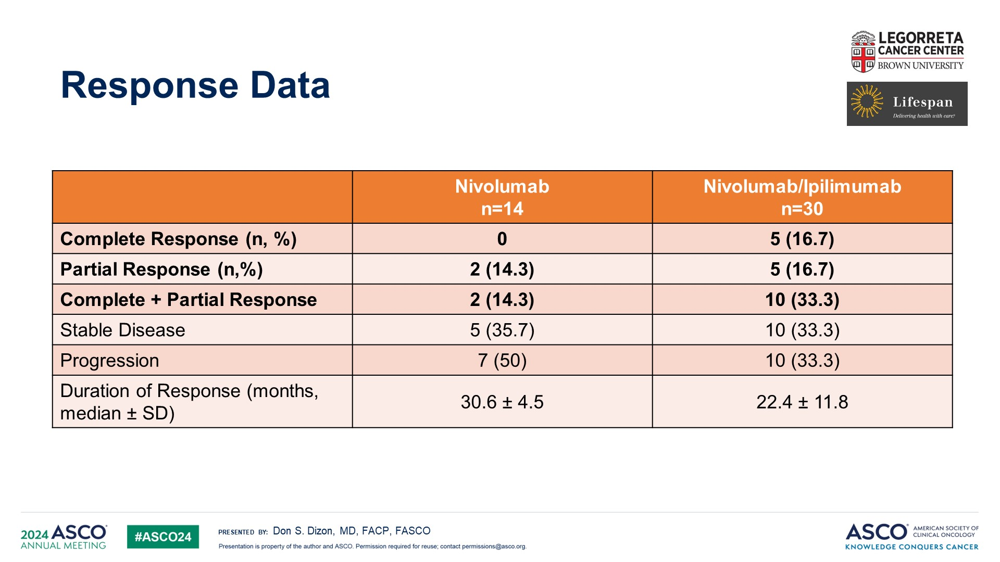 LEGORRETA
CANCER CENTER
BROWN UNIVERSITY
Lifespan
Delivering health with care.®
Response Data
Nivolumab
n=14
Nivolumab/Ipilimumab
n=30
Complete Response (n, %)
0
5 (16.7)
Partial Response (n,%)
2 (14.3)
5 (16.7)
Complete + Partial Response
2 (14.3)
10 (33.3)
Stable Disease
5 (35.7)
10 (33.3)
Progression
7 (50)
10 (33.3)
Duration of Response (months,
median ± SD)
30.6 ± 4.5
22.4 ± 11.8
2024 ASCO®
ANNUAL MEETING
#ASCO24
PRESENTED BY: Don S. Dizon, MD, FACP, FASCO
Presentation is property of the author and ASCO. Permission required for reuse; contact permissions@asco.org.
ASCO® AMERICAN SOCIETY OF
CLINICAL ONCOLOGY
KNOWLEDGE CONQUERS CANCER